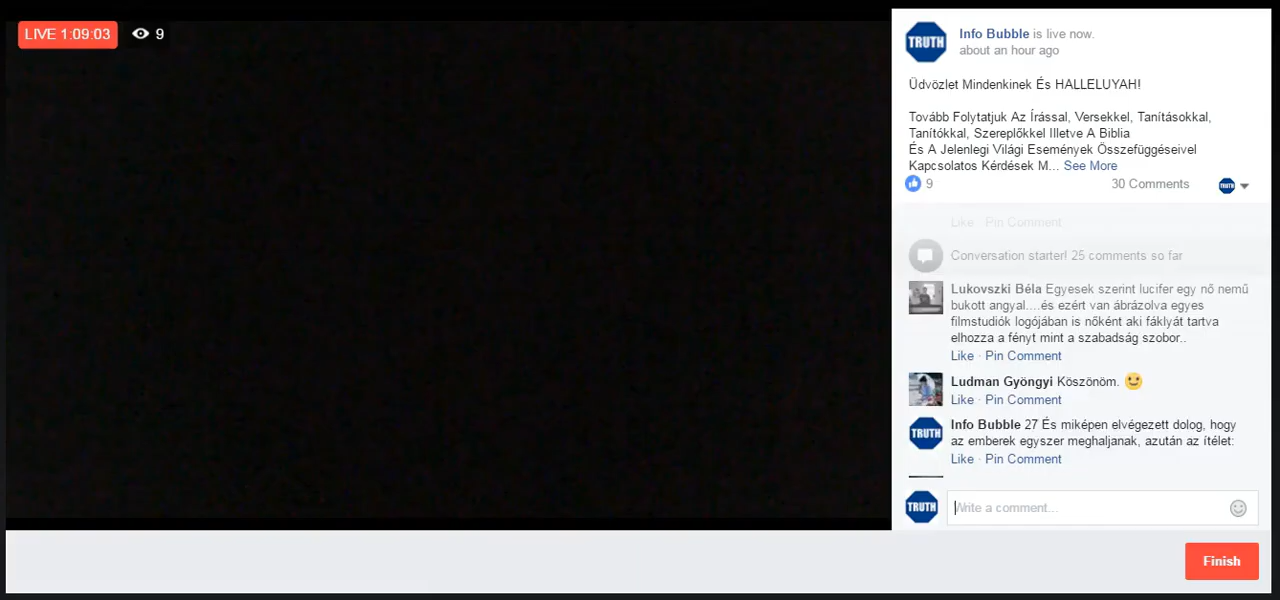 LIVE 1:09:03 9
TRUTH
Info Bubble is live now.
about an hour ago
Üdvözlet Mindenkinek És HALLELUYAH!
Tovább Folytatjuk Az Írással, Versekkel, Tanításokkal,
Tanítókkal, Szereplőkkel Illetve A Biblia
És A Jelenlegi Világi Események Összefüggéseivel
Kapcsolatos Kérdések M... See More
9 30 Comments TRUTH
Like · Pin Comment
Conversation starter! 25 comments so far
Lukovszki Béla Egyesek szerint lucifer egy nő nemű
bukott angyal....és ezért van ábrázolva egyes
filmstudiók logójában is nőként aki fáklyát tartva
elhozza a fényt mint a szabadság szobor..
Like · Pin Comment
Ludman Gyöngyi Köszönöm. 😉
Like · Pin Comment
TRUTH
Info Bubble 27 És miképen elvégezett dolog, hogy
az emberek egyszer meghaljanak, azután az ítélet:
Like · Pin Comment
TRUTH
Write a comment...
Finish